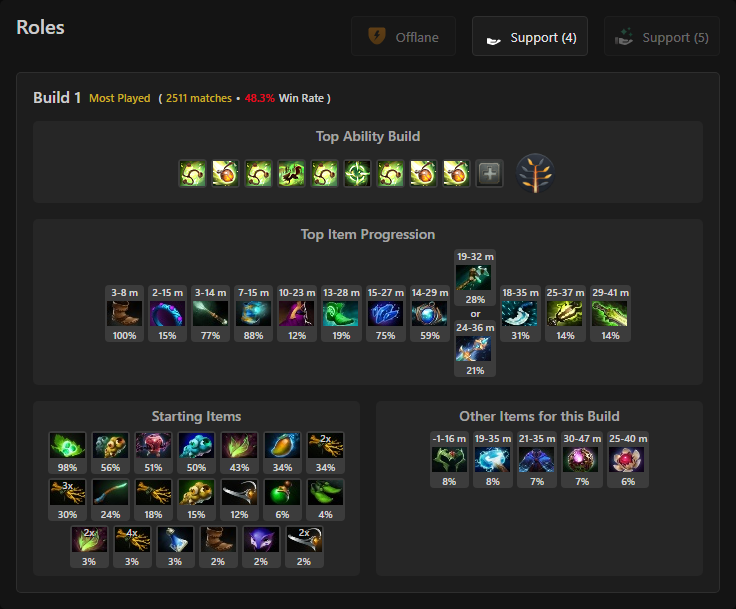 Roles
Offlane
Support (4)
Support (5)
Build 1 Most Played ( 2511 matches • 48.3% Win Rate )
Top Ability Build
Top Item Progression
3-8 m 2-15 m 3-14 m 7-15 m 10-23 m 13-28 m 15-27 m 14-29 m 19-32 m 18-35 m 25-37 m 29-41 m
28%
or
24-36 m
21%
100% 15% 77% 88% 12% 19% 75% 59% 31% 14% 14%
Starting Items
2x
98% 56% 51% 50% 43% 34% 34%
3x
30% 24% 18% 15% 12% 6% 4%
2x 4x 2x
3% 3% 3% 2% 2% 2%
Other Items for this Build
-1-16 m 19-35 m 21-35 m 30-47 m 25-40 m
8% 8% 7% 7% 6%